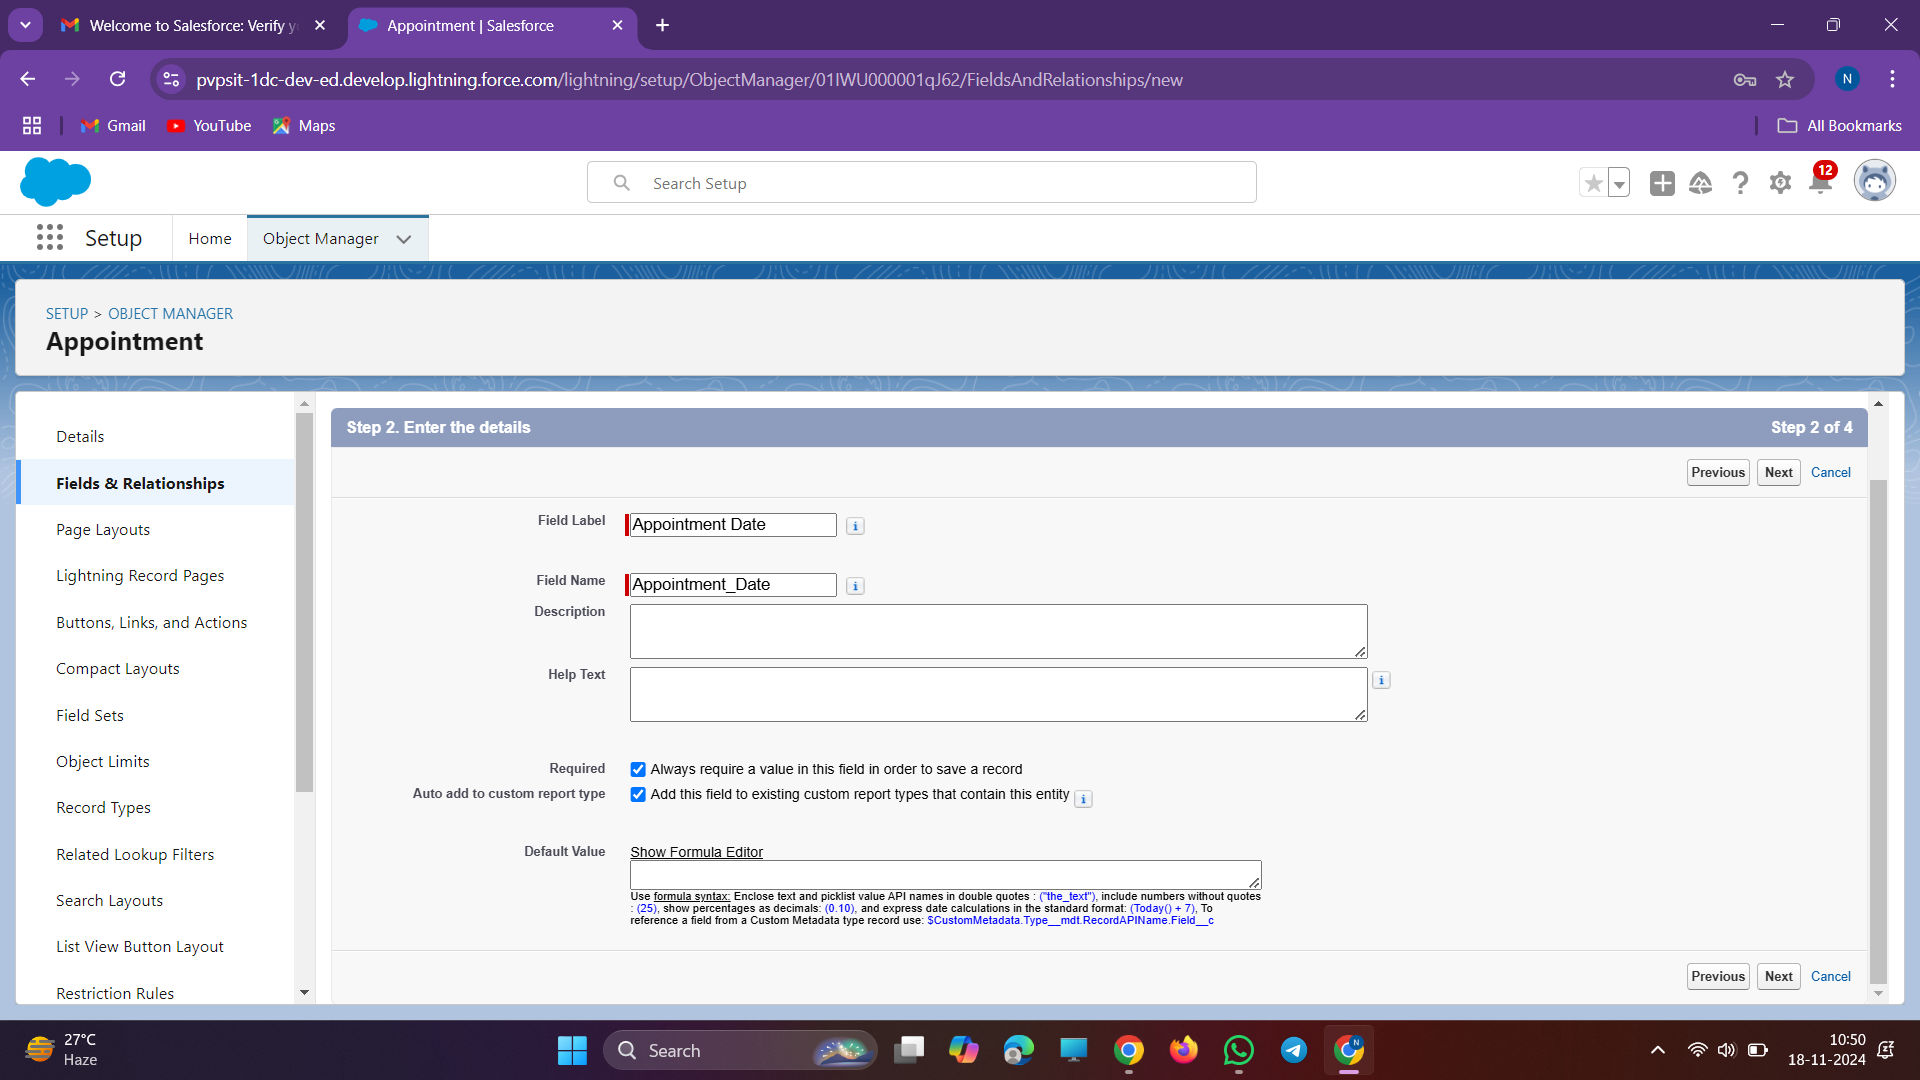 Welcome to Salesforce: Verify yo
Appointment | Salesforce
pvpsit-1dc-dev-ed.develop.lightning.force.com/lightning/setup/ObjectManager/01IWU000001qJ62/FieldsAndRelationships/new
N
Gmail
YouTube
Maps
All Bookmarks
Search Setup
12
Setup
Home
Object Manager
SETUP > OBJECT MANAGER
Appointment
Details
Fields & Relationships
Page Layouts
Lightning Record Pages
Buttons, Links, and Actions
Compact Layouts
Field Sets
Object Limits
Record Types
Related Lookup Filters
Search Layouts
List View Button Layout
Restriction Rules
Step 2. Enter the details
Step 2 of 4
Previous
Next
Cancel
Field Label
Appointment Date
i
Field Name
Appointment_Date
i
Description
Help Text
i
Required
Always require a value in this field in order to save a record
Auto add to custom report type
Add this field to existing custom report types that contain this entity
i
Default Value
Show Formula Editor
Use formula syntax: Enclose text and picklist value API names in double quotes : ("the_text"), include numbers without quotes
: (25), show percentages as decimals: (0.10), and express date calculations in the standard format: (Today() + 7), To
reference a field from a Custom Metadata type record use: $CustomMetadata.Type__mdt.RecordAPIName.Field__c
Previous
Next
Cancel
27°C
Haze
Search
N
10:50
18-11-2024